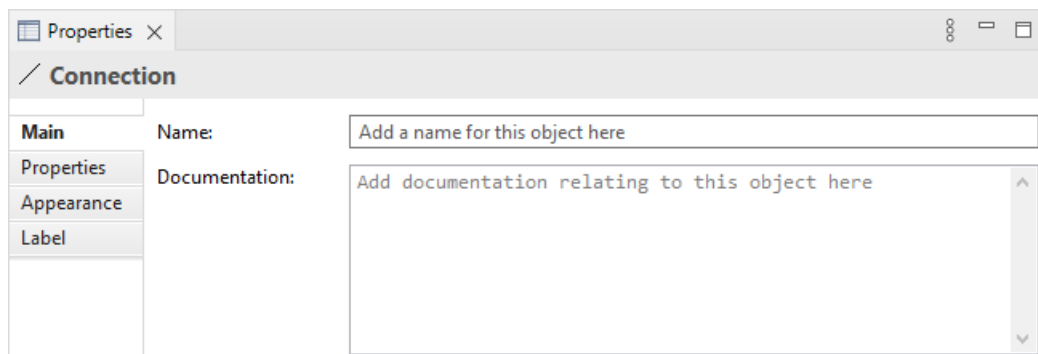 Properties
Connection
Main
Name:
Add a name for this object here
Properties
Documentation:
Add documentation relating to this object here
Appearance
Label